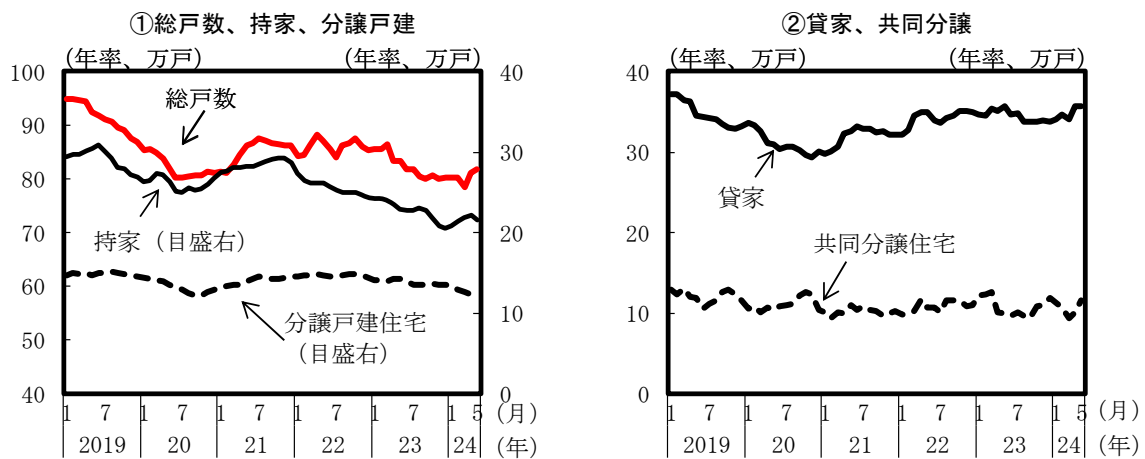 ①総戸数、持家、分譲戸建
(年率、万戸)
(年率、万戸)
100
90
80
70
60
50
40
40
30
20
10
0
総戸数
持家（目盛右）
分譲戸建住宅
（目盛右）
1 7 1 7 1 7 1 7 1 7 1 5 (月)
2019 20 21 22 23 24 (年)
②貸家、共同分譲
(年率、万戸)
(年率、万戸)
40
30
20
10
0
貸家
共同分譲住宅
1 7 1 7 1 7 1 7 1 7 1 5 (月)
2019 20 21 22 23 24 (年)